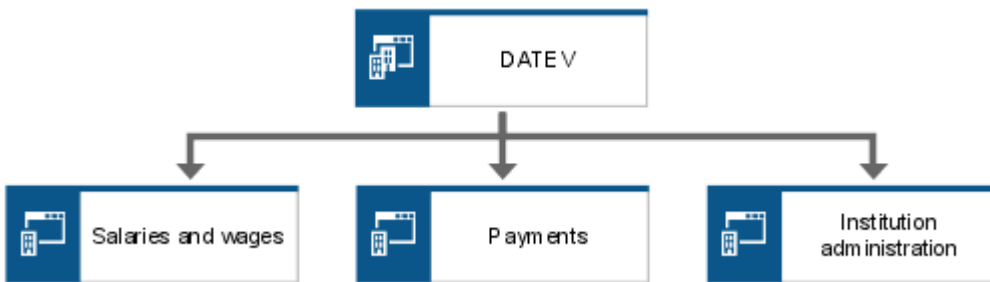 DATEV
Salaries and wages
Payments
Institution
administration